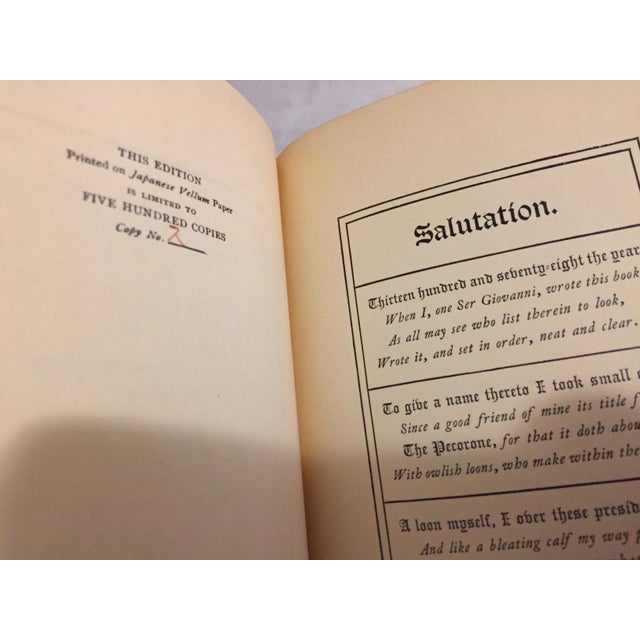 THIS EDITION
Printed on Japanese Vellum Paper
IS LIMITED TO
FIVE HUNDRED COPIES
Copy No. 2
Salutation.
Thirteen hundred and seventy-eight the year
When I, one Ser Giovanni, wrote this book
As all may see who list therein to look,
Wrote it, and set in order, neat and clear.
To give a name thereto I took small
Since a good friend of mine its title
The Pecorone, for that it doth
With owlish loons, who make within the
A loon myself, I over these
And like a bleating calf my way